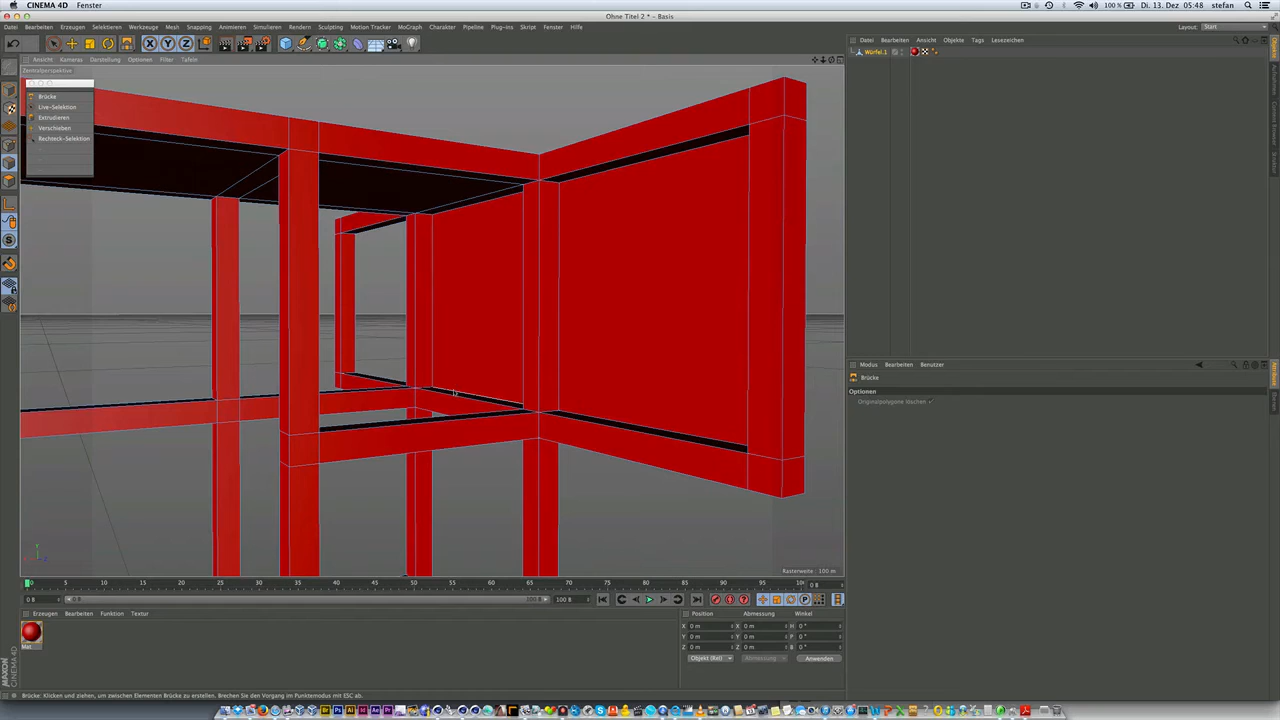 CINEMA 4D Fenster
100 % Di. 13. Dez 05:48 stefan
Ohne Titel 2 * - Basis
Datei Bearbeiten Erzeugen Selektieren Werkzeuge Mesh Snapping Animieren Simulieren Rendern Motion Tracker MoGraph Charakter Pipeline Plug-ins Skript Fenster Hilfe
Layout: Start
Ansicht Kameras Darstellung Optionen Filter Tafeln
Zentralperspektive
Brücke
Live-Selektion
Extrudieren
Verschieben
Rechteck-Selektion
Datei Bearbeiten Ansicht Objekte Tags Lesezeichen
Würfel.1
Modus Bearbeiten Benutzer
Brücke
Optionen
Originalpolygone löschen
Rasterweite : 100 m
0 5 10 15 20 25 30 35 40 45 50 55 60 65 70 75 80 85 90 95 100 0 B
0 B 0 B 100 B 100 B
Erzeugen Bearbeiten Funktion Textur
Mat
Position Abmessung Winkel
X 0 m X 0 m H 0 °
Y 0 m Y 0 m P 0 °
Z 0 m Z 0 m B 0 °
Objekt (Rel) Abmessung Anwenden
MAXON CINEMA 4D
Brücke: Klicken und ziehen, um zwischen Elementen Brücke zu erstellen. Brechen Sie den Vorgang im Punktemodus mit ESC ab.